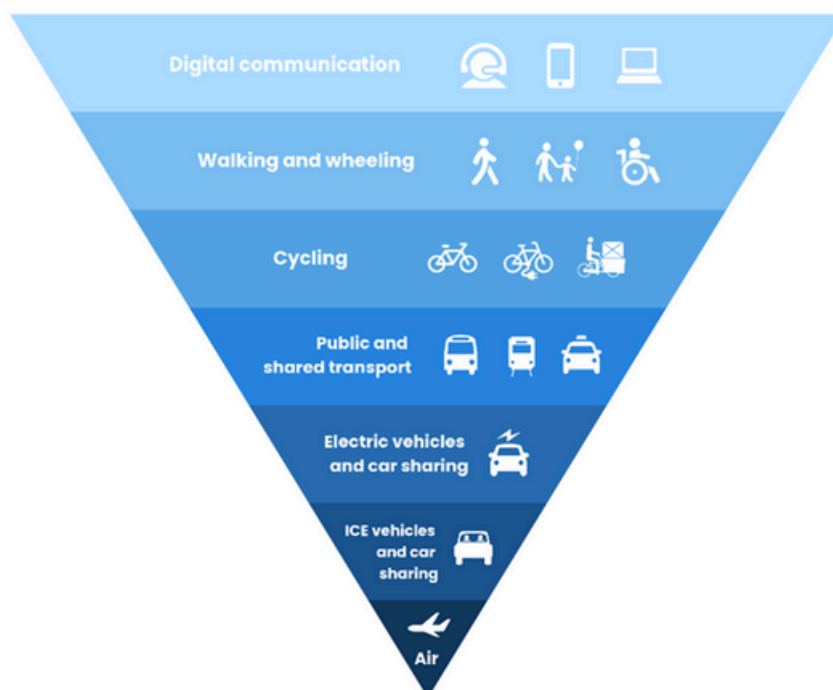 Digital communication
Walking and wheeling
Cycling
Public and
shared transport
Electric vehicles
and car sharing
ICE vehicles
and car
sharing
Air